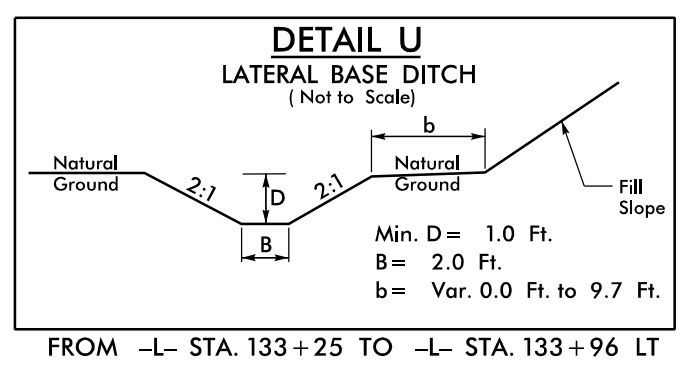 DETAIL U
LATERAL BASE DITCH
( Not to Scale)
b
Natural
Ground
2:1
D
2:1
Natural
Ground
B
Fill
Slope
Min. D = 1.0 Ft.
B = 2.0 Ft.
b = Var. 0.0 Ft. to 9.7 Ft.
FROM –L– STA. 133+25 TO –L– STA. 133+96 LT